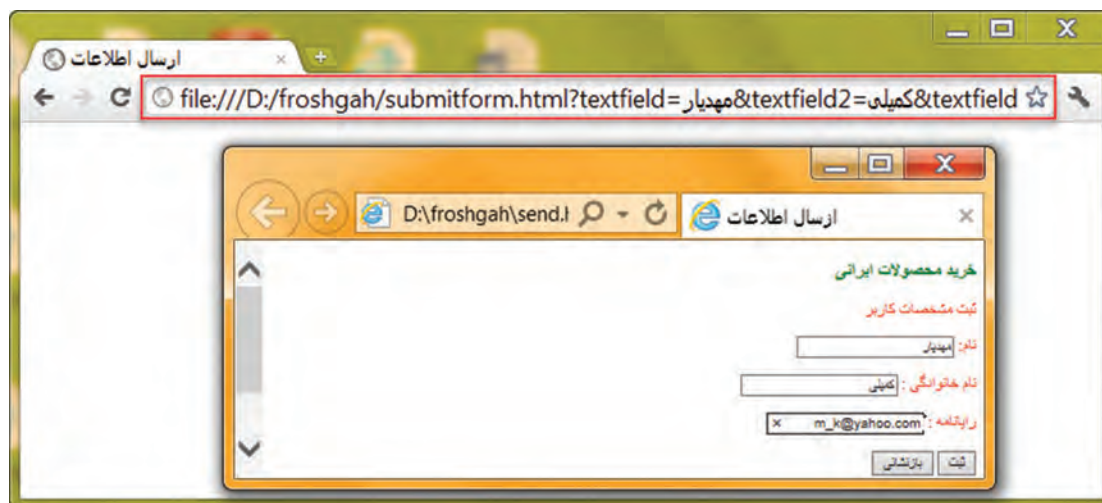 ارسال اطلاعات
file:///D:/froshgah/submitform.html?textfield=مهدیار&textfield2=کمیلی&textfield
D:\froshgah\send.h
ارسال اطلاعات
خرید محصولات ایرانی
ثبت مشخصات کاربر
نام: مهدیار
نام خانوادگی : کمیلی
رایانامه : m_k@yahoo.com
ثبت بازنشانی